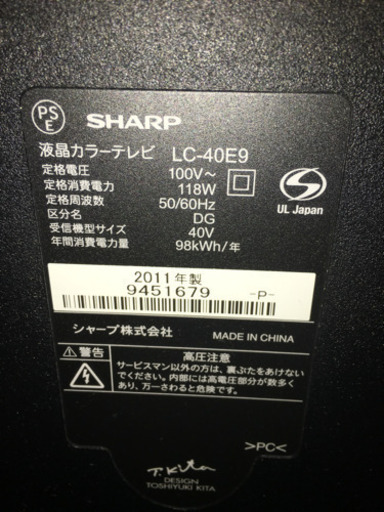 PS
E
SHARP
液晶カラーテレビ LC-40E9
定格電圧 100V~
定格消費電力 118W
定格周波数 50/60Hz
区分名 DG
受信機型サイズ 40V
年間消費電力量 98kWh/年
S
UL Japan
2011年製
9451679 -P-
シャープ株式会社 MADE IN CHINA
⚠警告 高圧注意
サービスマン以外の方は、裏ぶたをあけないで
ください。内部には高電圧部分が数多く
あり、万一さわると危険です。
>PC<
T. Kita
DESIGN
TOSHIYUKI KITA